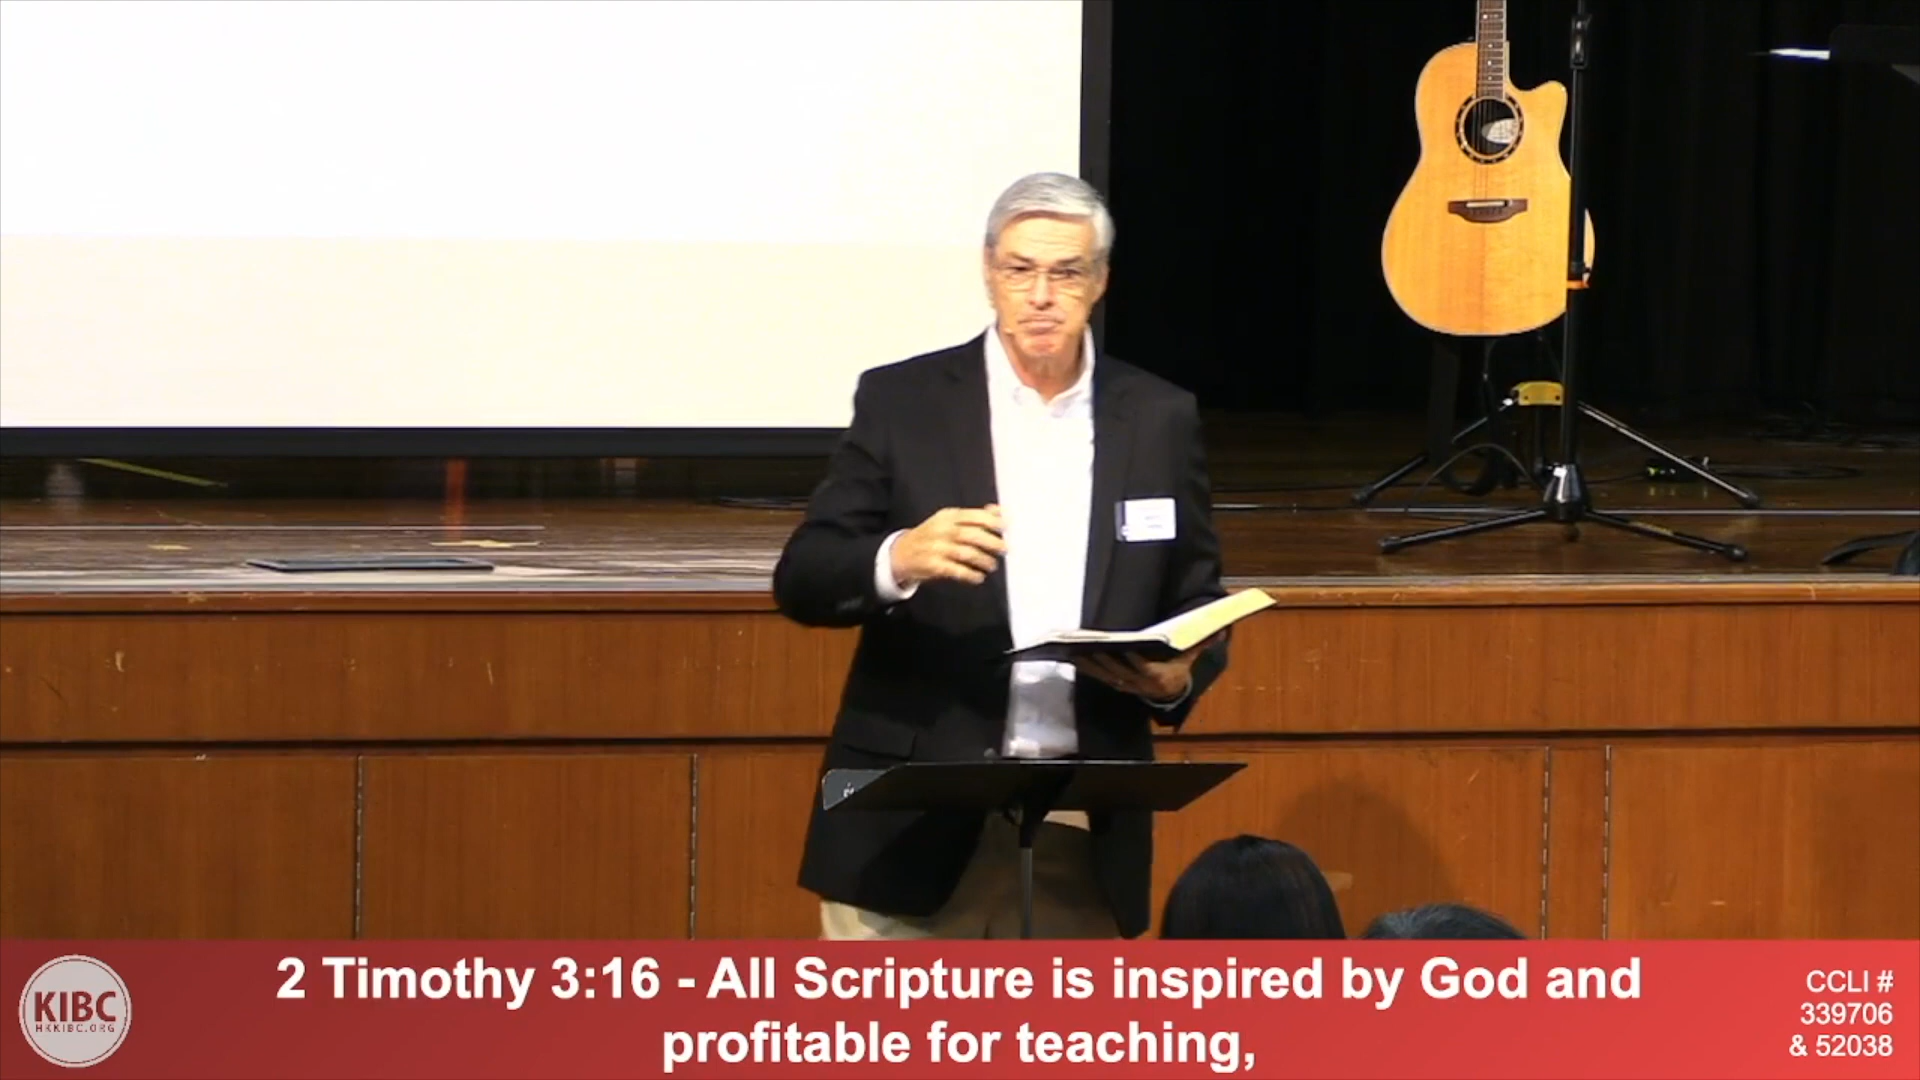 2 Timothy 3:16 - All Scripture is inspired by God and
profitable for teaching,
KIBC
HKKIBC.ORG
CCLI #
339706
& 52038